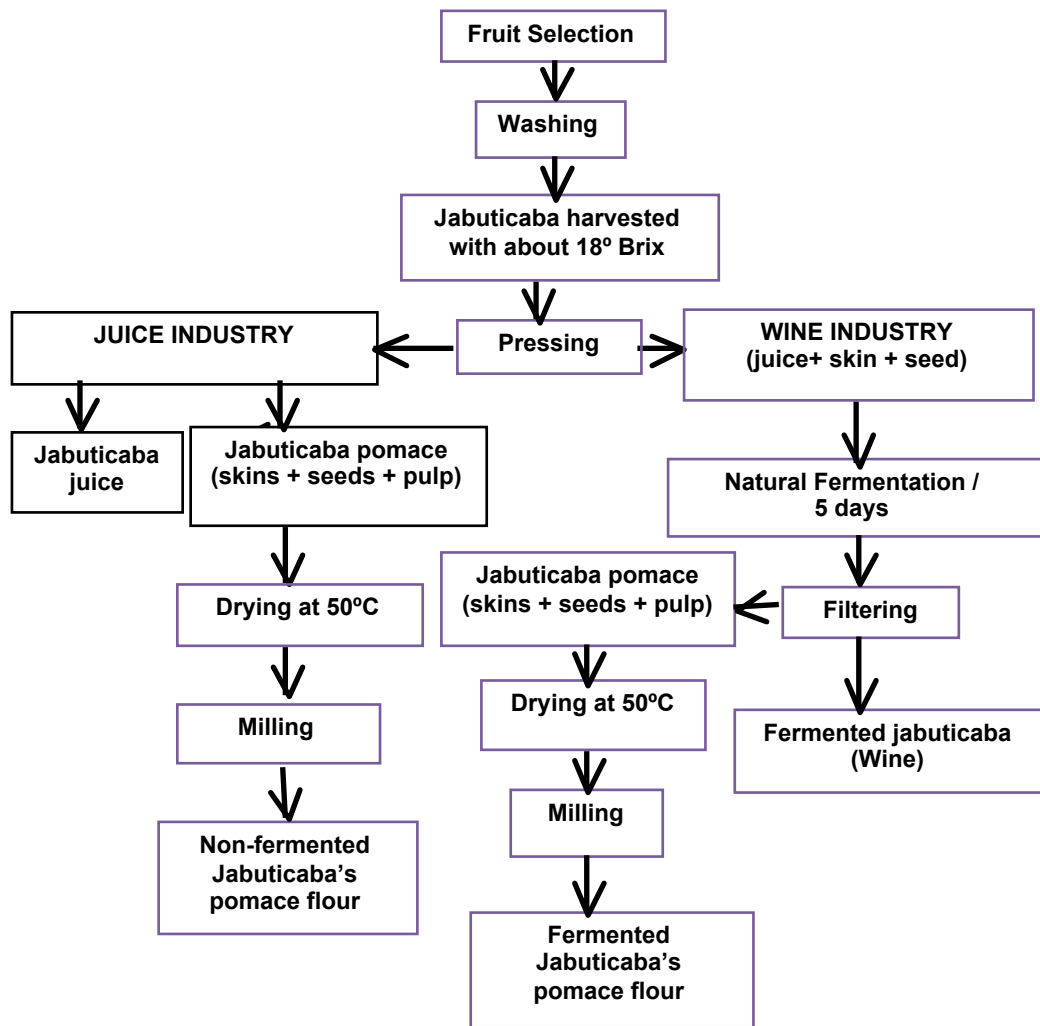 Fruit Selection
Washing
Jabuticaba harvested
with about 18º Brix
JUICE INDUSTRY
Pressing
WINE INDUSTRY
(juice+ skin + seed)
Jabuticaba
juice
Jabuticaba pomace
(skins + seeds + pulp)
Natural Fermentation /
5 days
Drying at 50ºC
Jabuticaba pomace
(skins + seeds + pulp)
Filtering
Milling
Drying at 50ºC
Fermented jabuticaba
(Wine)
Non-fermented
Jabuticaba’s
pomace flour
Milling
Fermented
Jabuticaba’s
pomace flour